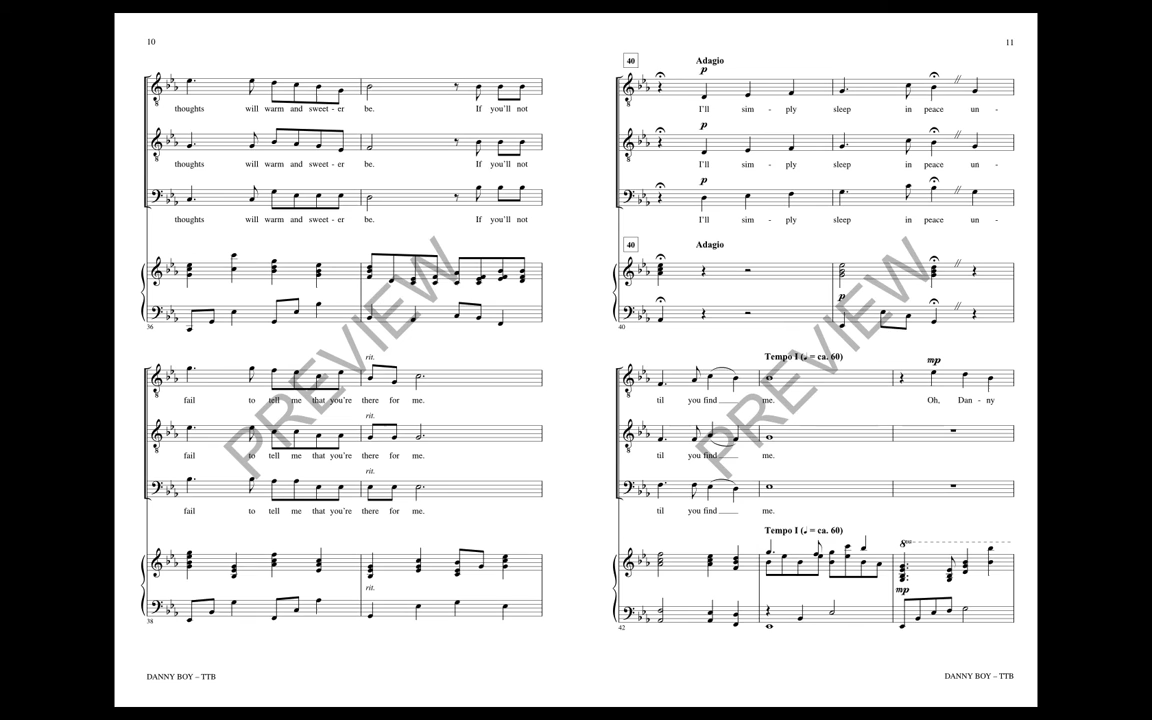 10
thoughts will warm and sweet - er be. If you'll not
thoughts will warm and sweet - er be. If you'll not
thoughts will warm and sweet - er be. If you'll not
36
rit.
fail to tell me that you're there for me.
rit.
fail to tell me that you're there for me.
rit.
fail to tell me that you're there for me.
rit.
38
PREVIEW
DANNY BOY – TTB
11
40 Adagio
p
I'll sim - ply sleep in peace un -
p
I'll sim - ply sleep in peace un -
p
I'll sim - ply sleep in peace un -
40 Adagio
p
40
Tempo I (♩ = ca. 60) mp
til you find me. Oh, Dan - ny
til you find me.
til you find me.
Tempo I (♩ = ca. 60)
8va
mp
42
PREVIEW
DANNY BOY – TTB